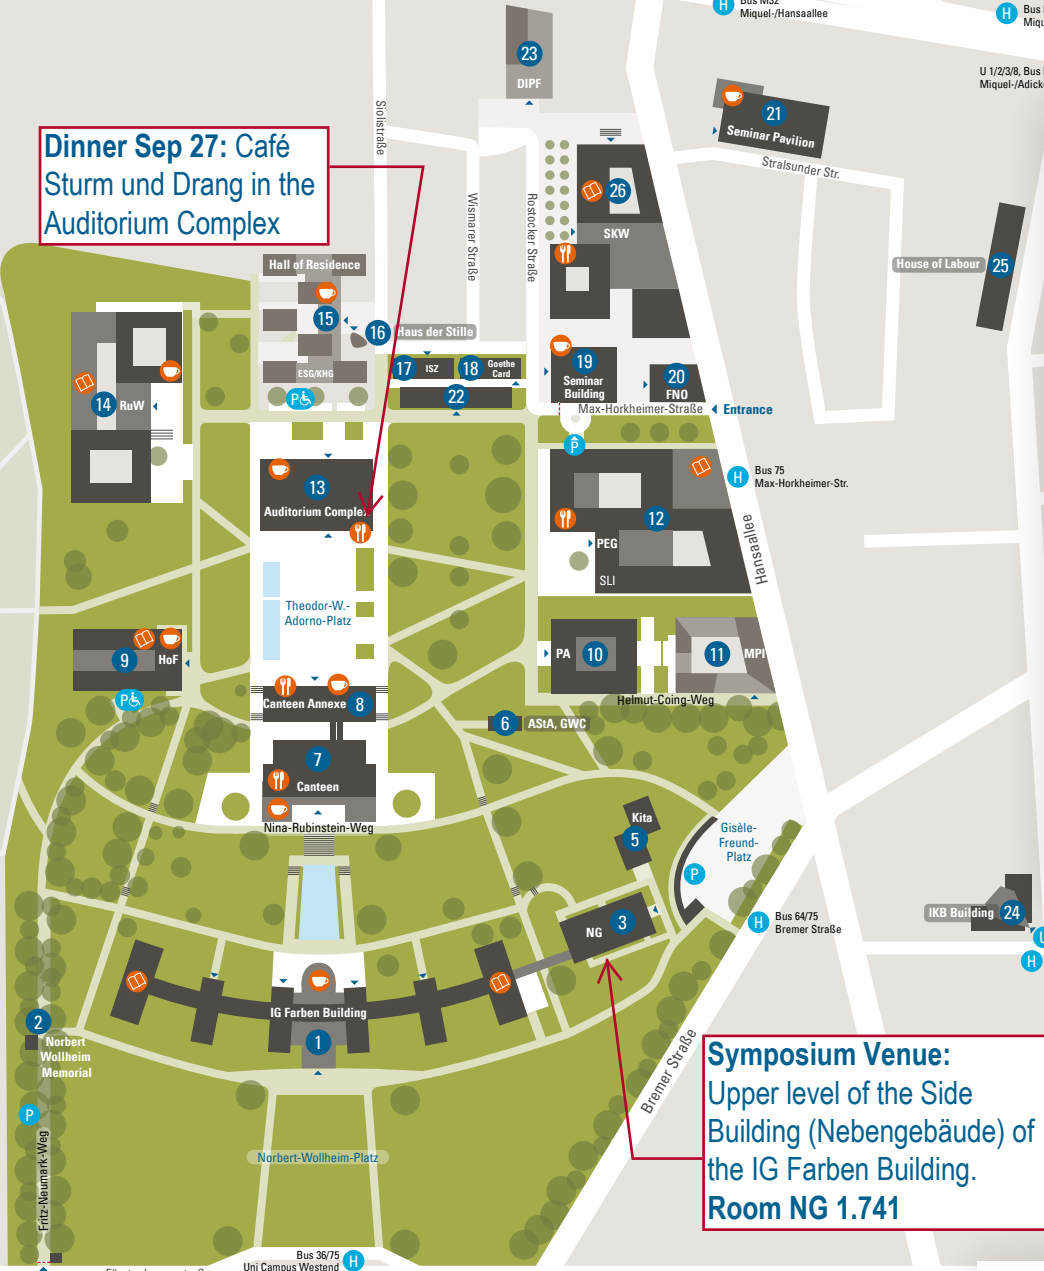 H
Bus M32
Miquel-/Hansaallee
H
Bus
U 1/2/3/8, Bus
23
DIPF
21
Seminar Pavilion
Stralsunder Str.
Siolistraße
Dinner Sep 27: Café
Sturm und Drang in the
Auditorium Complex
Wismarer Straße
Rostocker Straße
26
SKW
House of Labour
25
Hall of Residence
15
16
Haus der Stille
ESG/KHG
P
17
ISZ
18
Goethe
Card
22
19
Seminar
Building
20
FNO
Max-Horkheimer-Straße
Entrance
P
14
RuW
13
Auditorium Complex
H
Bus 75
Max-Horkheimer-Str.
12
PEG
SLI
Hansaallee
Theodor-W.-
Adorno-Platz
9
HoF
P
PA
10
11
MPI
Helmut-Coing-Weg
Canteen Annexe
8
6
AStA, GWC
7
Canteen
Nina-Rubinstein-Weg
Kita
5
Gisèle-
Freund-
Platz
P
3
NG
H
Bus 64/75
Bremer Straße
IKB Building
24
U
H
IG Farben Building
1
2
Norbert
Wollheim
Memorial
P
Fritz-Neumark-Weg
Norbert-Wollheim-Platz
Bremer Straße
Symposium Venue:
Upper level of the Side
Building (Nebengebäude) of
the IG Farben Building.
Room NG 1.741
Bus 36/75
Uni Campus Westend
H